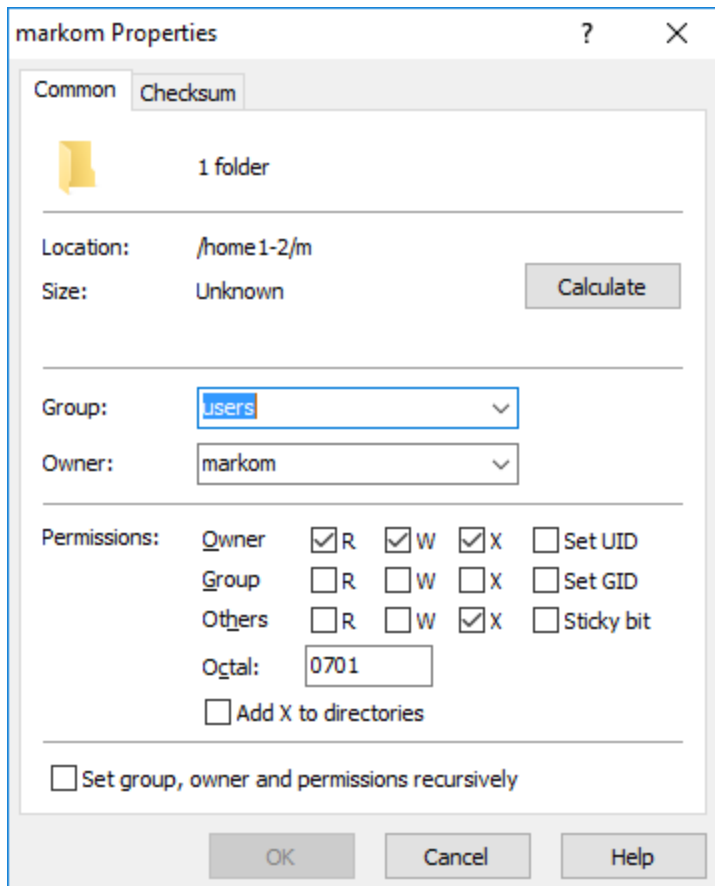 markom Properties ?
Common Checksum
1 folder
Location: /home1-2/m
Size: Unknown Calculate
Group: users
Owner: markom
Permissions: Owner R W X Set UID
Group R W X Set GID
Others R W X Sticky bit
Octal: 0701
Add X to directories
Set group, owner and permissions recursively
OK Cancel Help